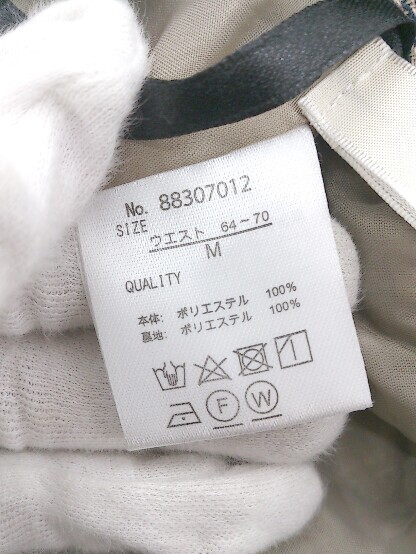 No. 88307012
SIZE
ウエスト 64～70
M
QUALITY
本体: ポリエステル 100%
裏地: ポリエステル 100%
F W